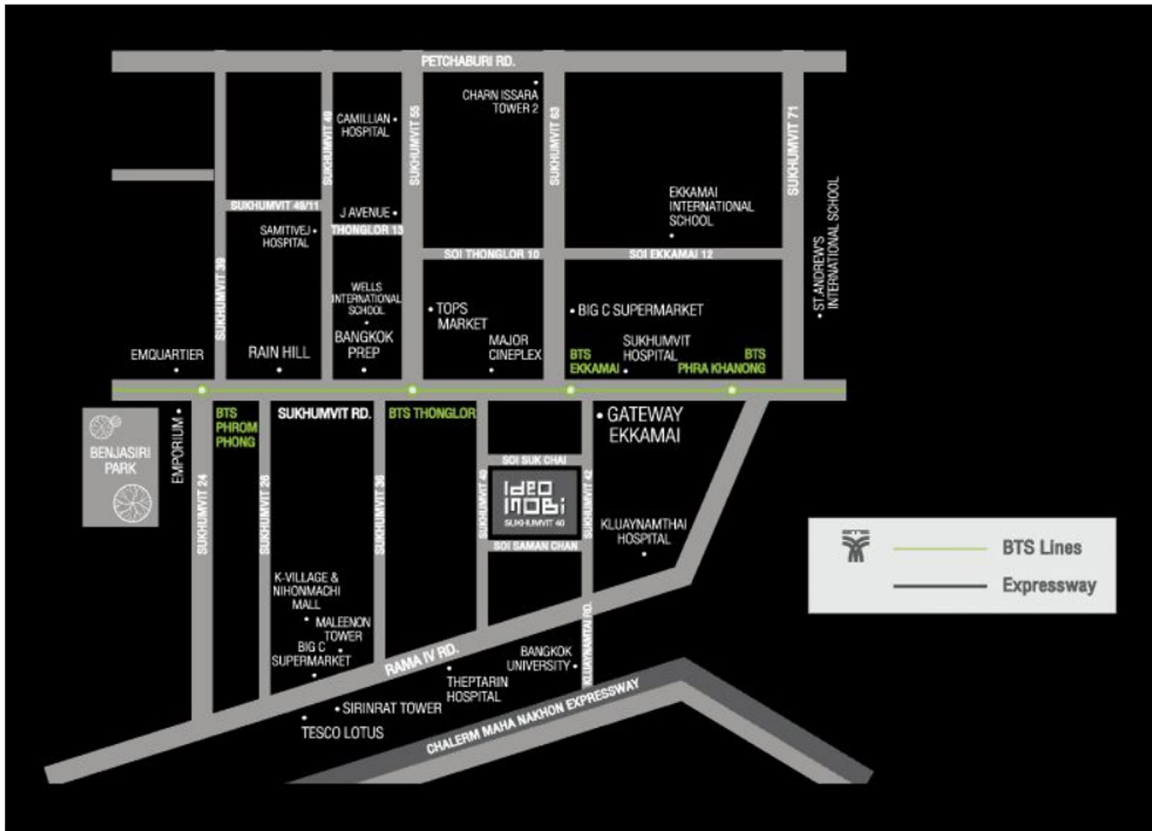 PETCHABURI RD.
CHARN ISSARA
TOWER 2
CAMILLIAN
HOSPITAL
SUKHUMVIT 49
SUKHUMVIT 55
SUKHUMVIT 63
SUKHUMVIT 71
EKKAMAI
INTERNATIONAL
SCHOOL
ST.ANDREW'S
INTERNATIONAL SCHOOL
SUKHUMVIT 49/11
J AVENUE
SAMITIVEJ
HOSPITAL
THONGLOR 13
SOI THONGLOR 10
SOI EKKAMAI 12
SUKHUMVIT 39
WELLS
INTERNATIONAL
SCHOOL
TOPS
MARKET
BIG C SUPERMARKET
BANGKOK
PREP
MAJOR
CINEPLEX
SUKHUMVIT
HOSPITAL
EMQUARTIER
RAIN HILL
BTS
EKKAMAI
BTS
PHRA KHANONG
BTS
PHROM
PHONG
SUKHUMVIT RD.
BTS THONGLOR
GATEWAY
EKKAMAI
BENJASIRI
PARK
EMPORIUM
SUKHUMVIT 24
SUKHUMVIT 26
SUKHUMVIT 36
SUKHUMVIT 40
SUKHUMVIT 42
SOI SUK CHAI
Ideo
mobi
SUKHUMVIT 40
SOI SAMAN CHAN
KLUAYNAMTHAI
HOSPITAL
BTS Lines
Expressway
K-VILLAGE &
NIHONMACHI
MALL
MALEENON
TOWER
BIG C
SUPERMARKET
RAMA IV RD.
BANGKOK
UNIVERSITY
KLUAYNAMTAI RD.
THEPTARIN
HOSPITAL
SIRINRAT TOWER
TESCO LOTUS
CHALERM MAHA NAKHON EXPRESSWAY